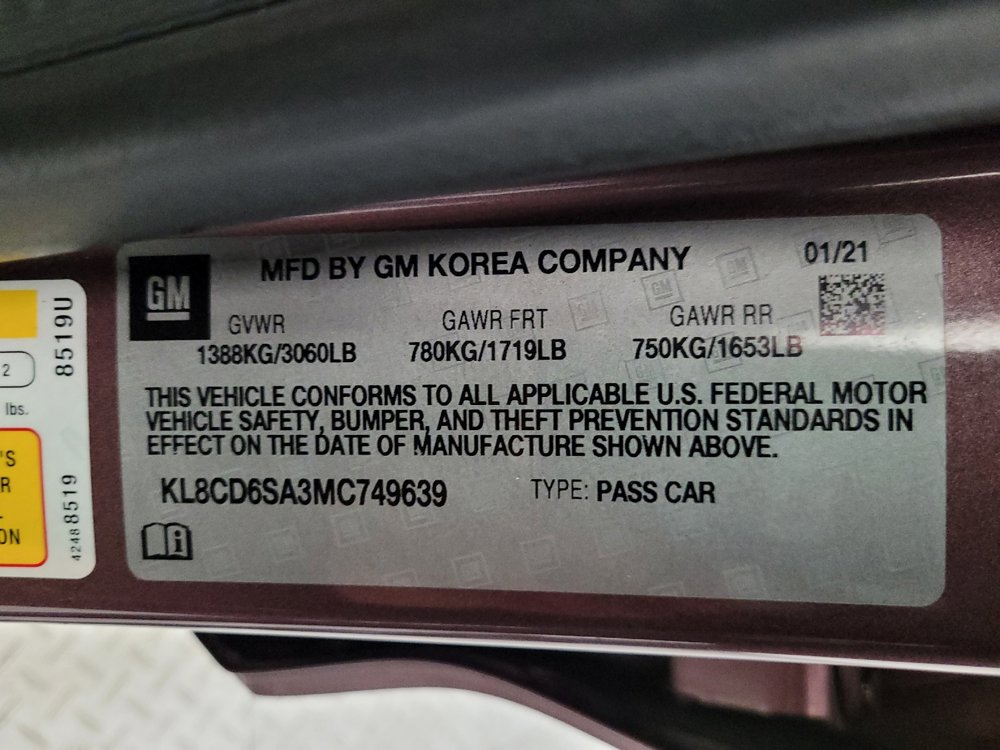 GM
MFD BY GM KOREA COMPANY
01/21
GVWR
GAWR FRT
GAWR RR
1388KG/3060LB
780KG/1719LB
750KG/1653LB
THIS VEHICLE CONFORMS TO ALL APPLICABLE U.S. FEDERAL MOTOR
VEHICLE SAFETY, BUMPER, AND THEFT PREVENTION STANDARDS IN
EFFECT ON THE DATE OF MANUFACTURE SHOWN ABOVE.
KL8CD6SA3MC749639
TYPE: PASS CAR
i
8519U
2
lbs.
'S
R
ON
42488519